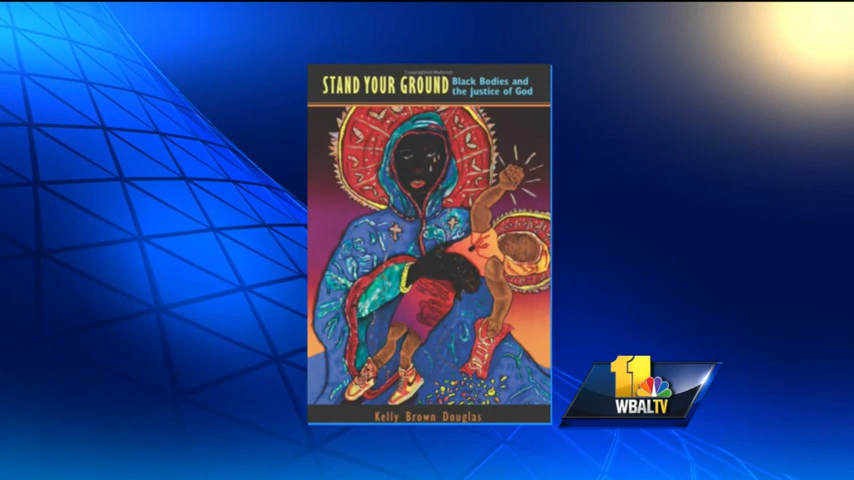 STAND YOUR GROUND
Black Bodies and
the Justice of God
Kelly Brown Douglas
11
WBALTV